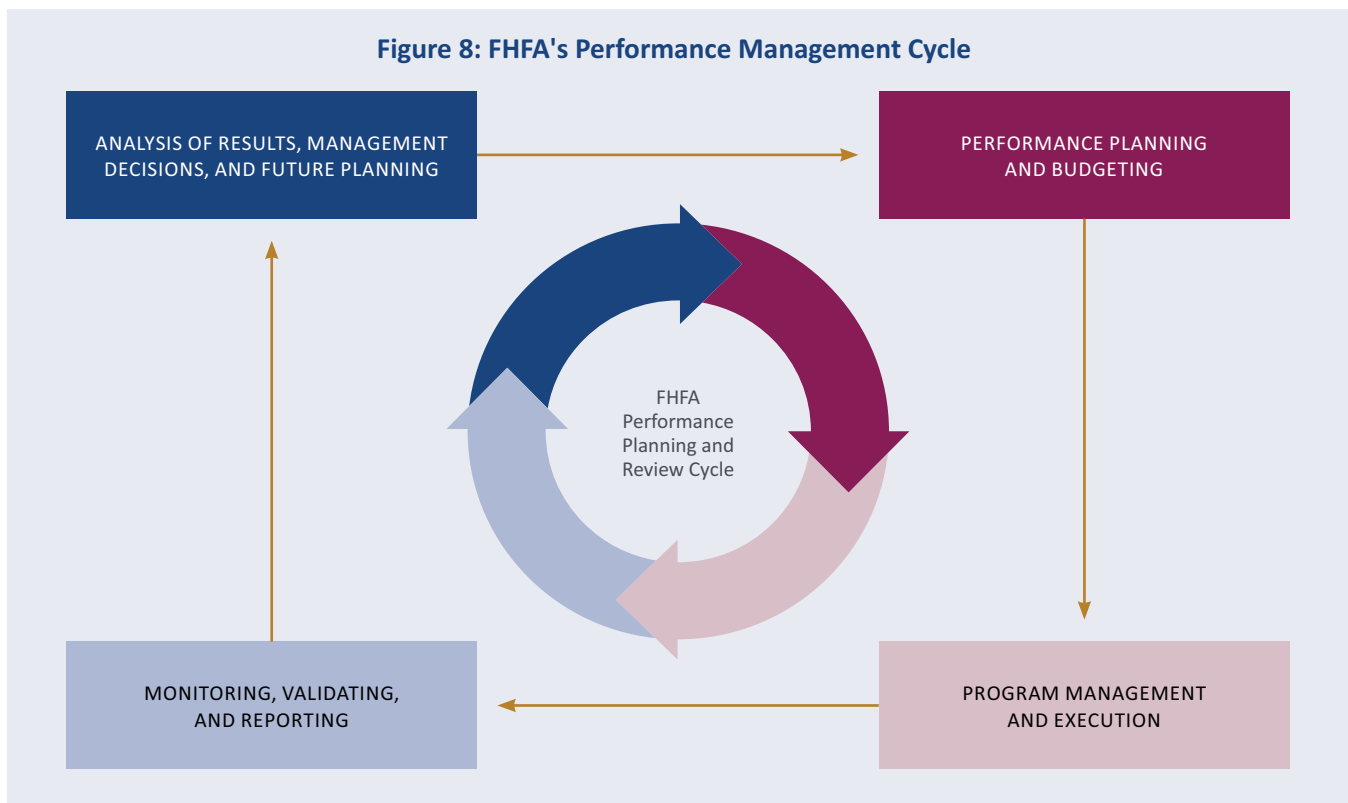 Figure 8: FHFA's Performance Management Cycle
ANALYSIS OF RESULTS, MANAGEMENT
DECISIONS, AND FUTURE PLANNING
PERFORMANCE PLANNING
AND BUDGETING
FHFA
Performance
Planning and
Review Cycle
MONITORING, VALIDATING,
AND REPORTING
PROGRAM MANAGEMENT
AND EXECUTION